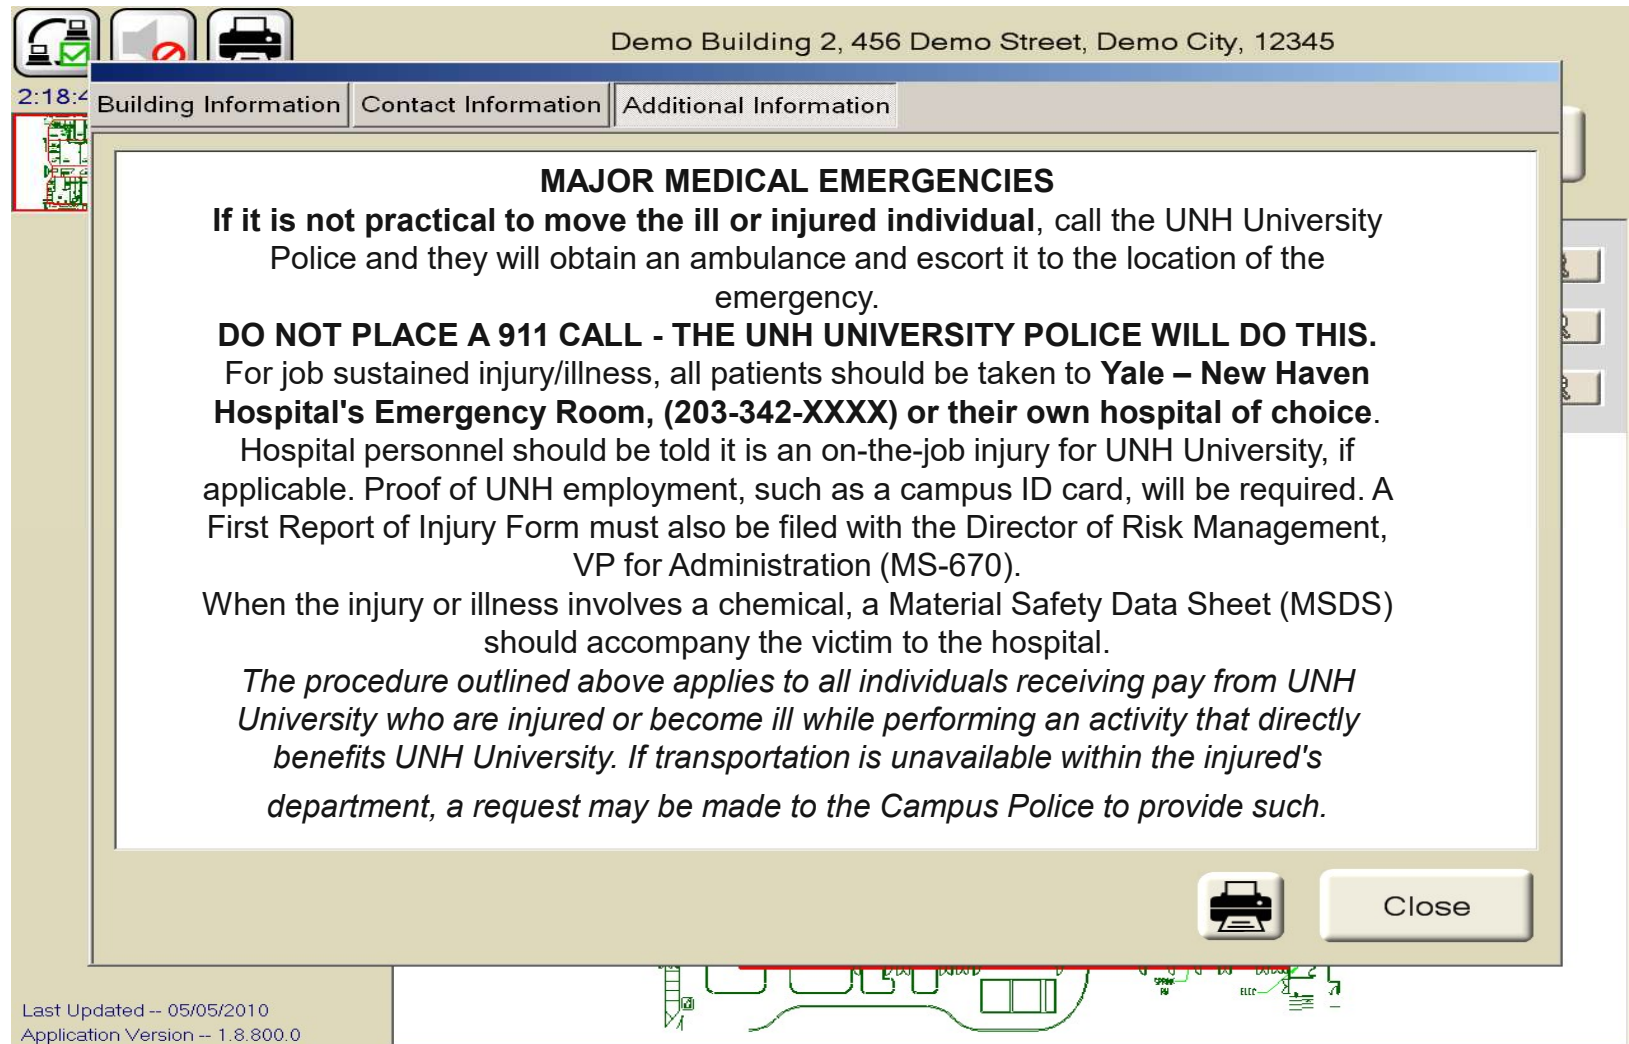 Demo Building 2, 456 Demo Street, Demo City, 12345
2:18:4
Building Information
Contact Information
Additional Information
MAJOR MEDICAL EMERGENCIES
If it is not practical to move the ill or injured individual, call the UNH University
Police and they will obtain an ambulance and escort it to the location of the
emergency.
DO NOT PLACE A 911 CALL - THE UNH UNIVERSITY POLICE WILL DO THIS.
For job sustained injury/illness, all patients should be taken to Yale – New Haven
Hospital's Emergency Room, (203-342-XXXX) or their own hospital of choice.
Hospital personnel should be told it is an on-the-job injury for UNH University, if
applicable. Proof of UNH employment, such as a campus ID card, will be required. A
First Report of Injury Form must also be filed with the Director of Risk Management,
VP for Administration (MS-670).
When the injury or illness involves a chemical, a Material Safety Data Sheet (MSDS)
should accompany the victim to the hospital.
The procedure outlined above applies to all individuals receiving pay from UNH
University who are injured or become ill while performing an activity that directly
benefits UNH University. If transportation is unavailable within the injured's
department, a request may be made to the Campus Police to provide such.
Close
ELEC
Last Updated -- 05/05/2010
Application Version -- 1.8.800.0